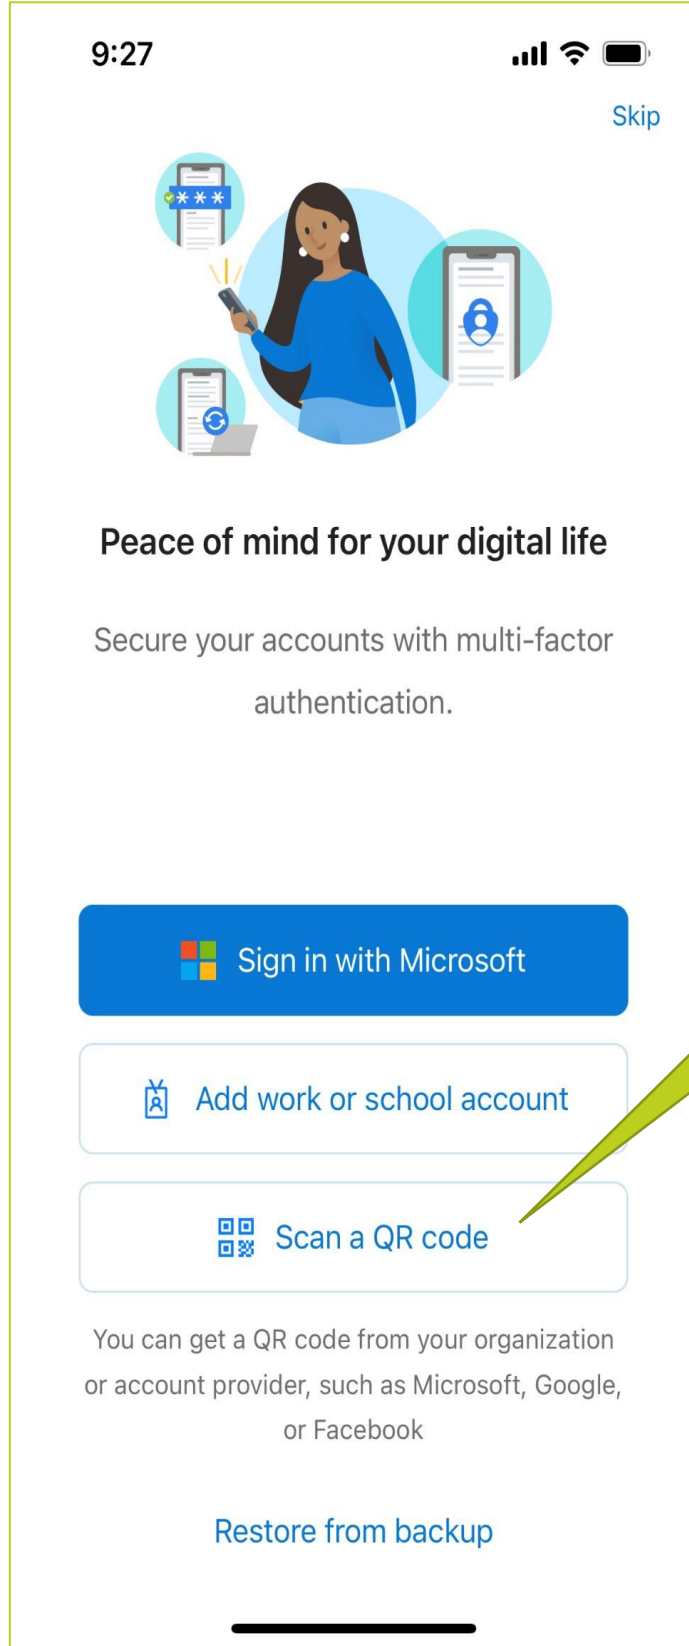 9:27
Skip
***
Peace of mind for your digital life
Secure your accounts with multi-factor
authentication.
Sign in with Microsoft
Add work or school account
Scan a QR code
You can get a QR code from your organization
or account provider, such as Microsoft, Google,
or Facebook
Restore from backup